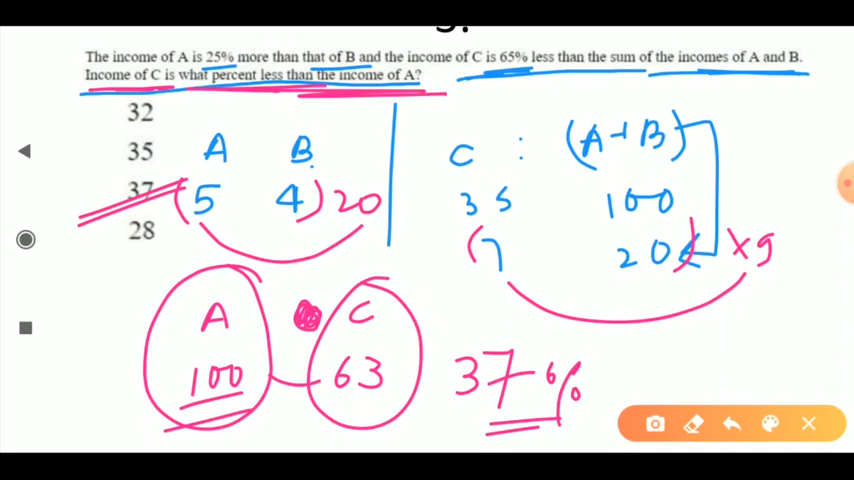 The income of A is 25% more than that of B and the income of C is 65% less than the sum of the incomes of A and B.
Income of C is what percent less than the income of A?
32
35
37
28
A B
(5 4) 20
C : (A+B)
35 100
(7 20) x9
A C
100 63
37%